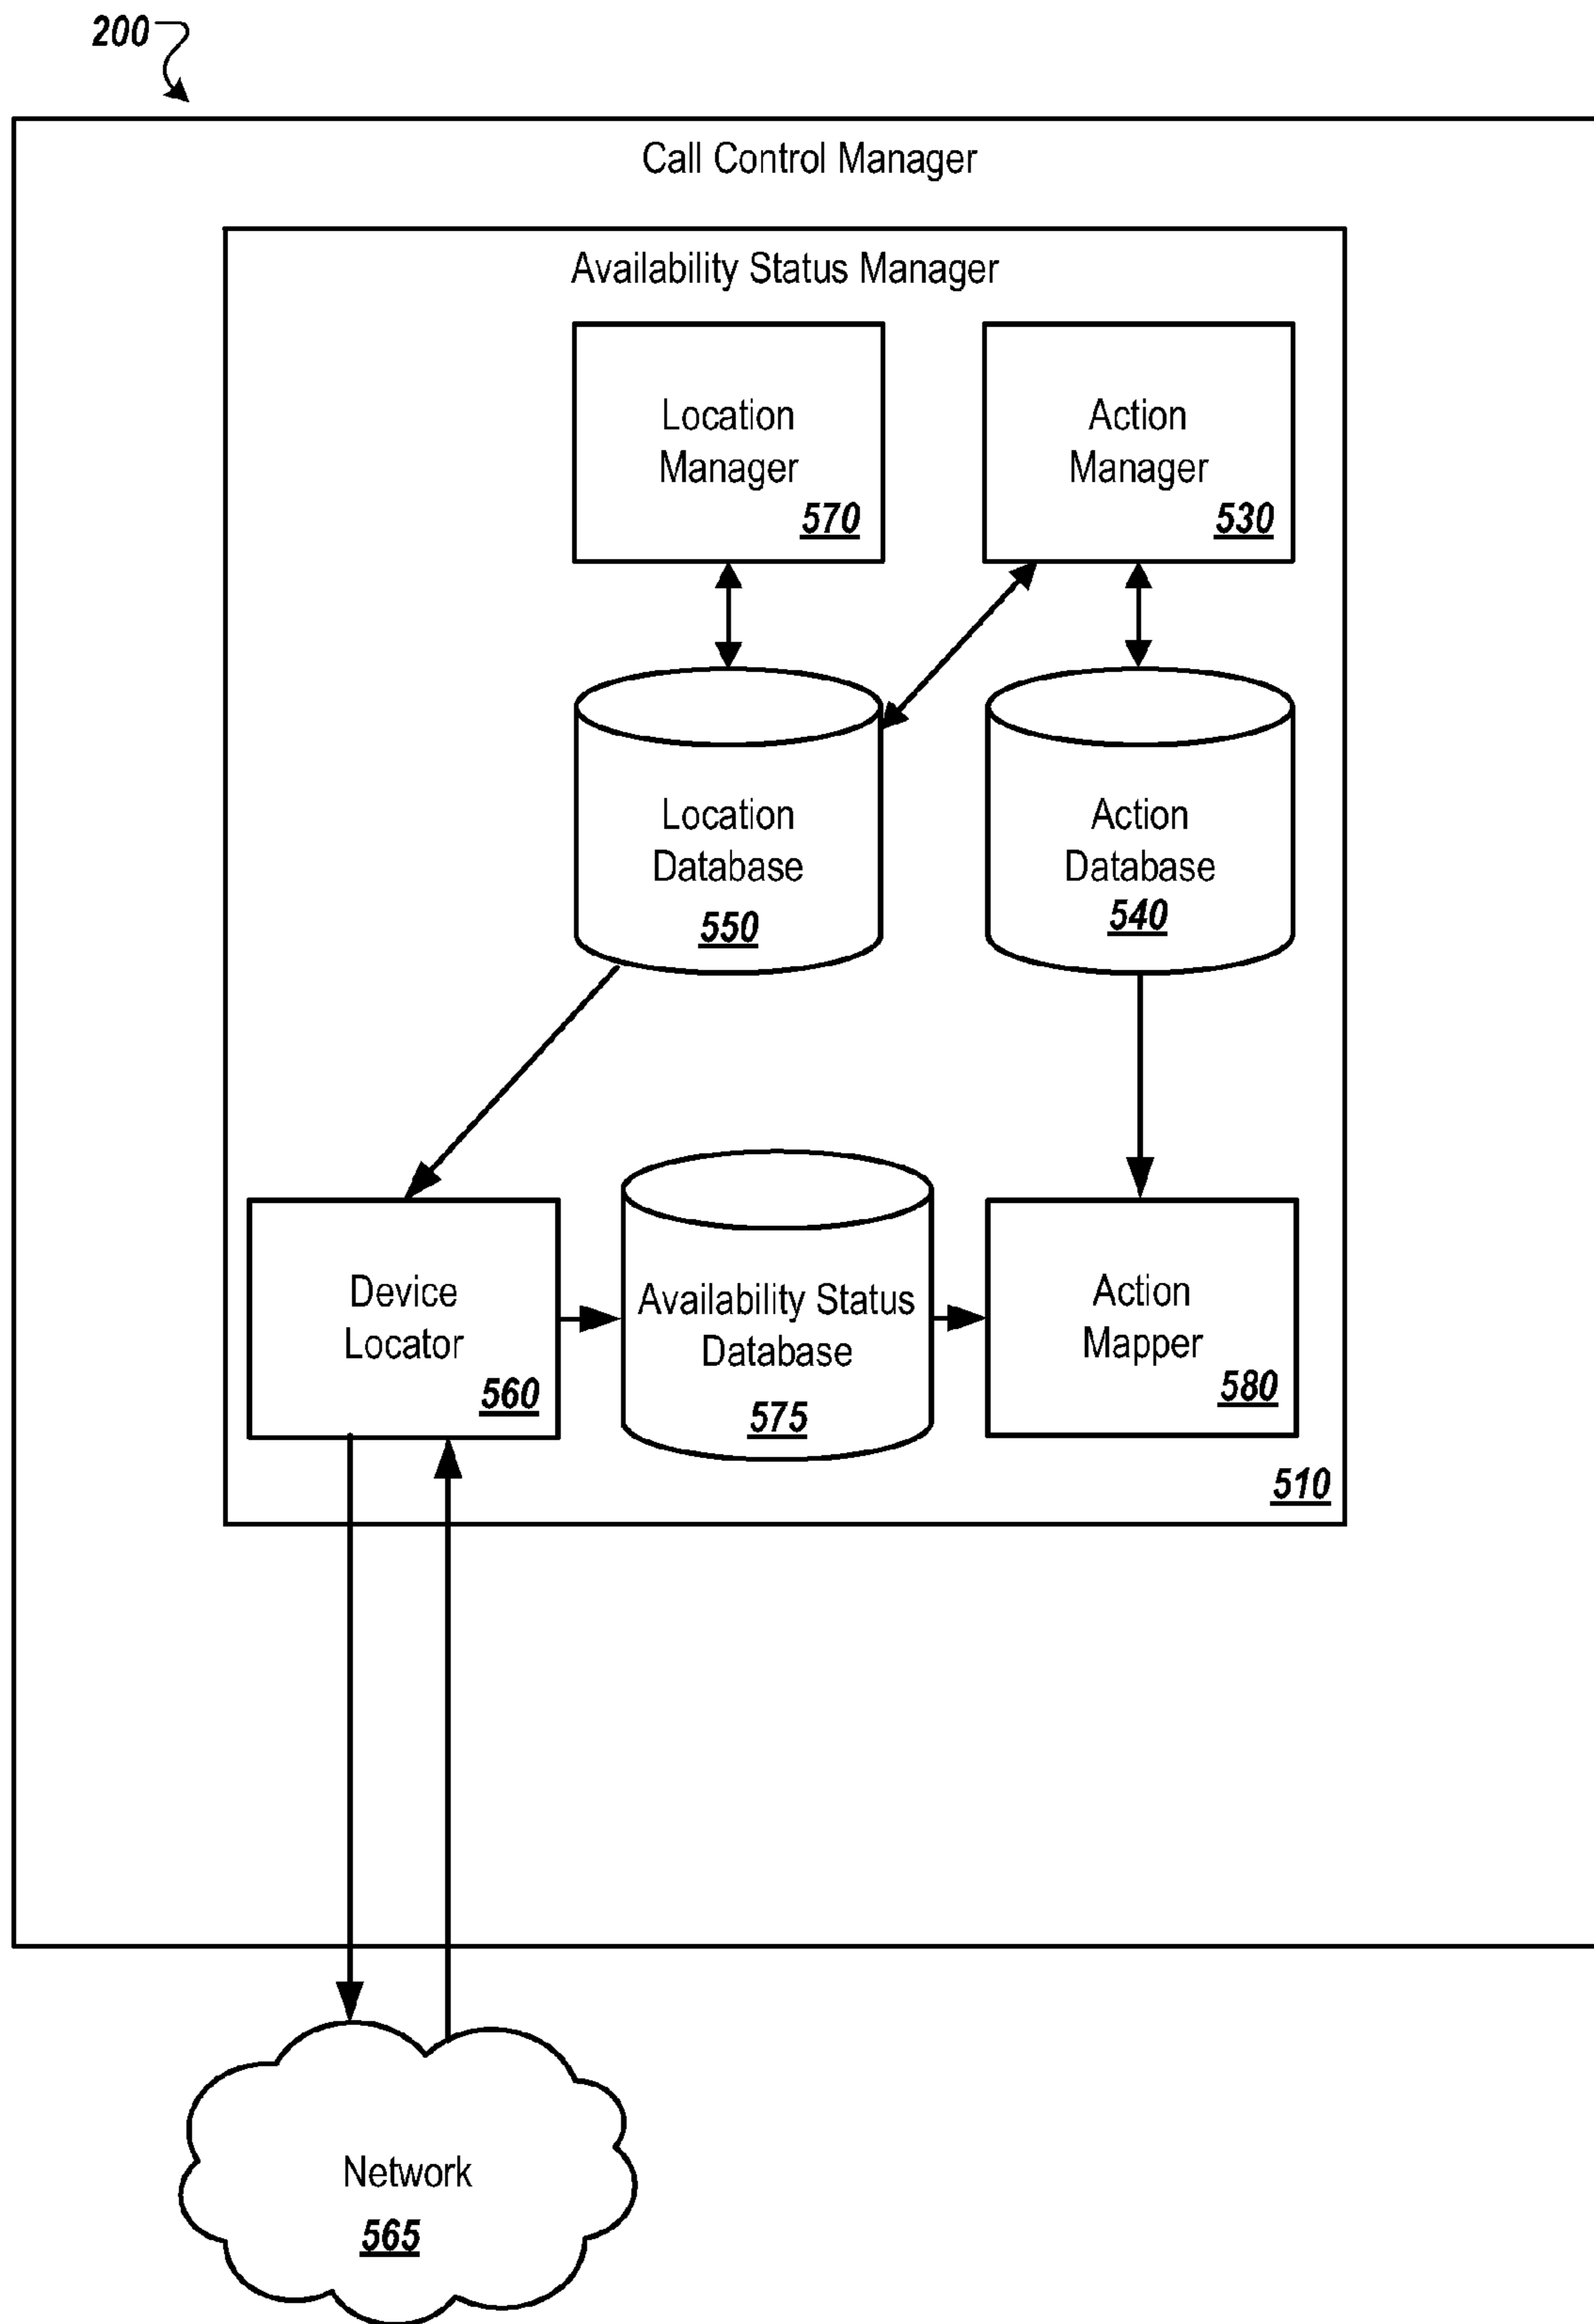 200
Call Control Manager
Availability Status Manager
Location
Manager
570
Action
Manager
530
Location
Database
550
Action
Database
540
Device
Locator
560
Availability Status
Database
575
Action
Mapper
580
510
Network
565